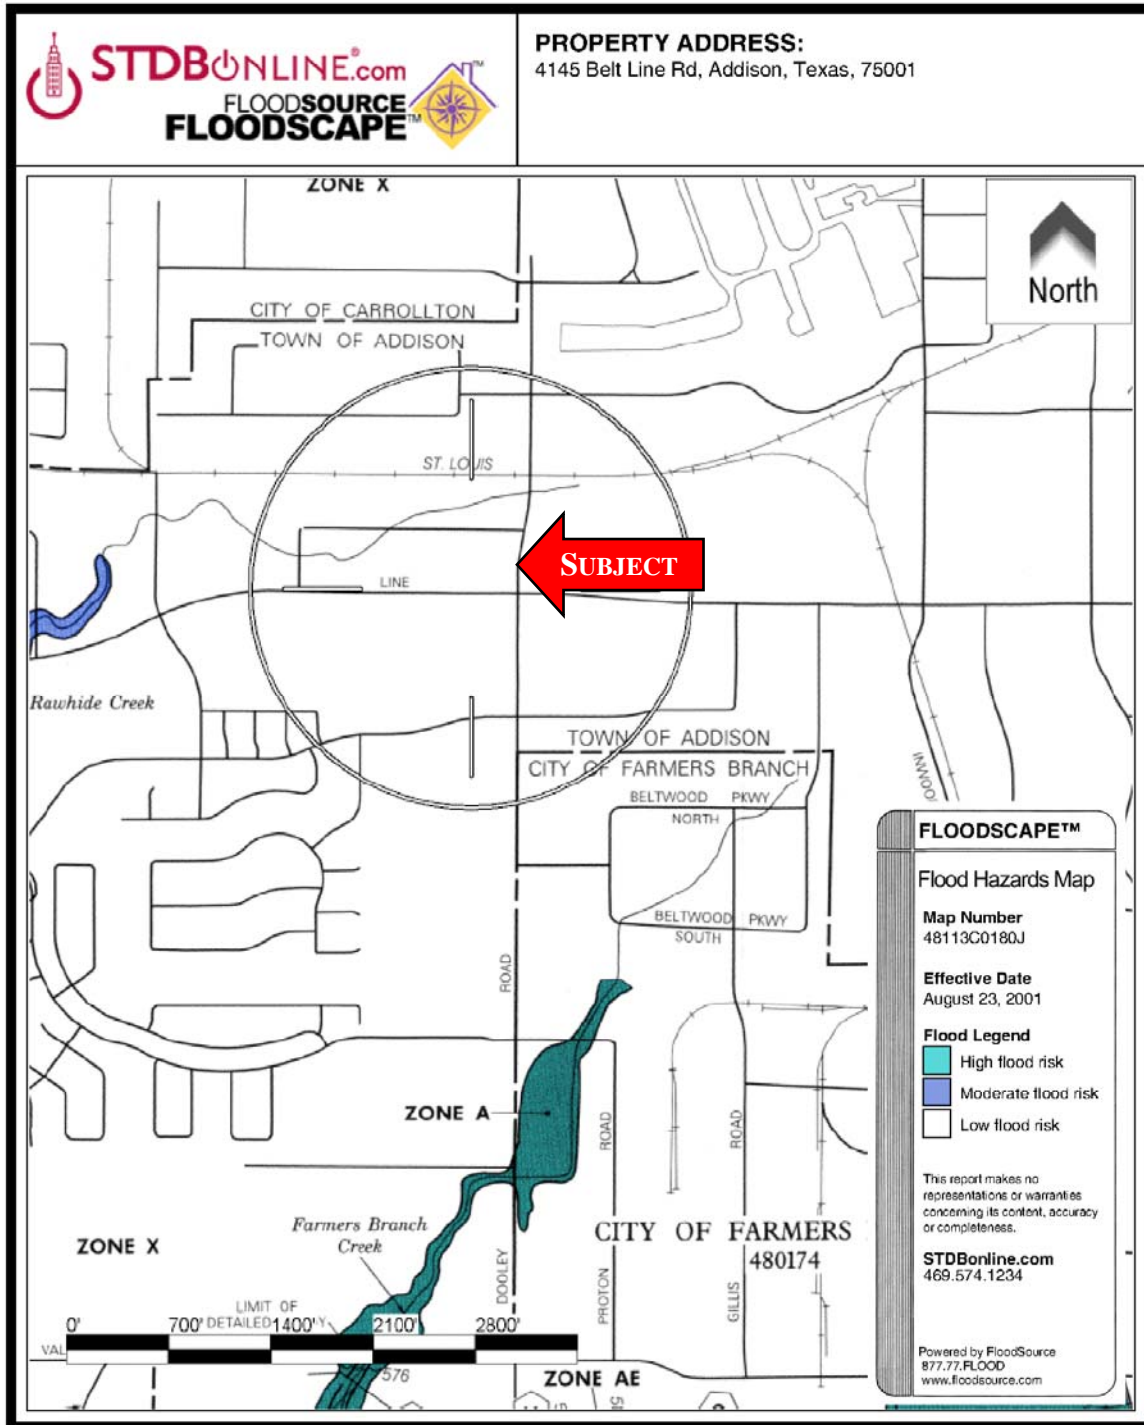 STDBONLINE.com®
FLOODSOURCE
FLOODSCAPE™
™
PROPERTY ADDRESS:
4145 Belt Line Rd, Addison, Texas, 75001
ZONE X
North
CITY OF CARROLLTON
TOWN OF ADDISON
ST. LOUIS
SUBJECT
LINE
Rawhide Creek
TOWN OF ADDISON
CITY OF FARMERS BRANCH
BELTWOOD PKWY
NORTH
BELTWOOD PKWY
SOUTH
ROAD
ZONE A
ROAD
ROAD
Farmers Branch
Creek
ZONE X
CITY OF FARMERS
480174
DOOLEY
PROTON
GILLIS
LIMIT OF
DETAILED
0' 700' 1400' 2100' 2800'
VAL
576
ZONE AE
FLOODSCAPE™
Flood Hazards Map
Map Number
48113C0180J
Effective Date
August 23, 2001
Flood Legend
High flood risk
Moderate flood risk
Low flood risk
This report makes no
representations or warranties
concerning its content, accuracy
or completeness.
STDBonline.com
469.574.1234
Powered by FloodSource
877.77.FLOOD
www.floodsource.com